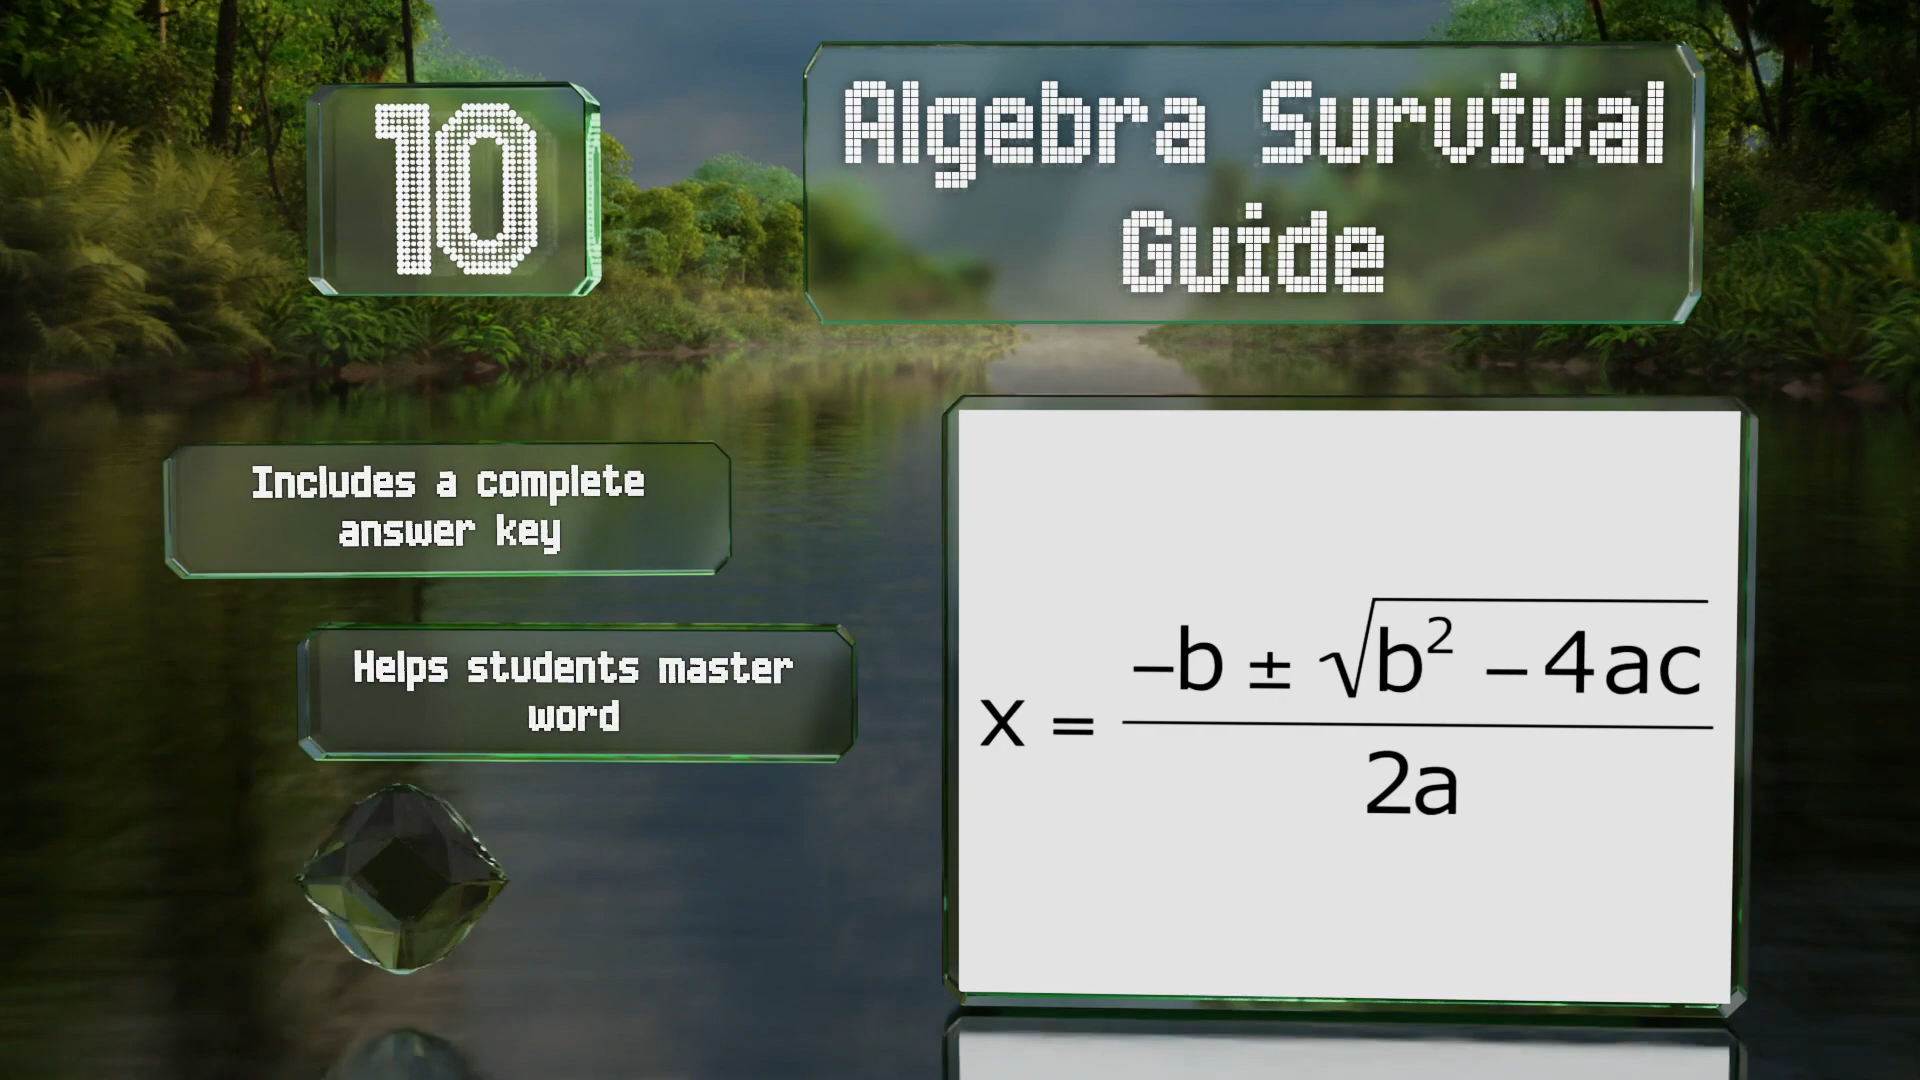 10
Algebra Survival
Guide
Includes a complete
answer key
Helps students master
word
x = –b ± √b² – 4ac
2a